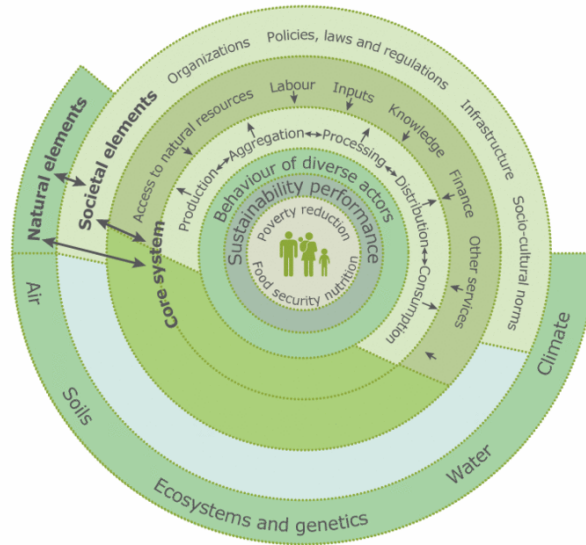 Natural elements
Societal elements
Core system
Organizations
Policies, laws and regulations
Infrastructure
Socio-cultural norms
Access to natural resources
Labour
Inputs
Knowledge
Finance
Other services
Production
Aggregation
Processing
Distribution
Consumption
Behaviour of diverse actors
Sustainability performance
Poverty reduction
Food security nutrition
Air
Soils
Ecosystems and genetics
Water
Climate